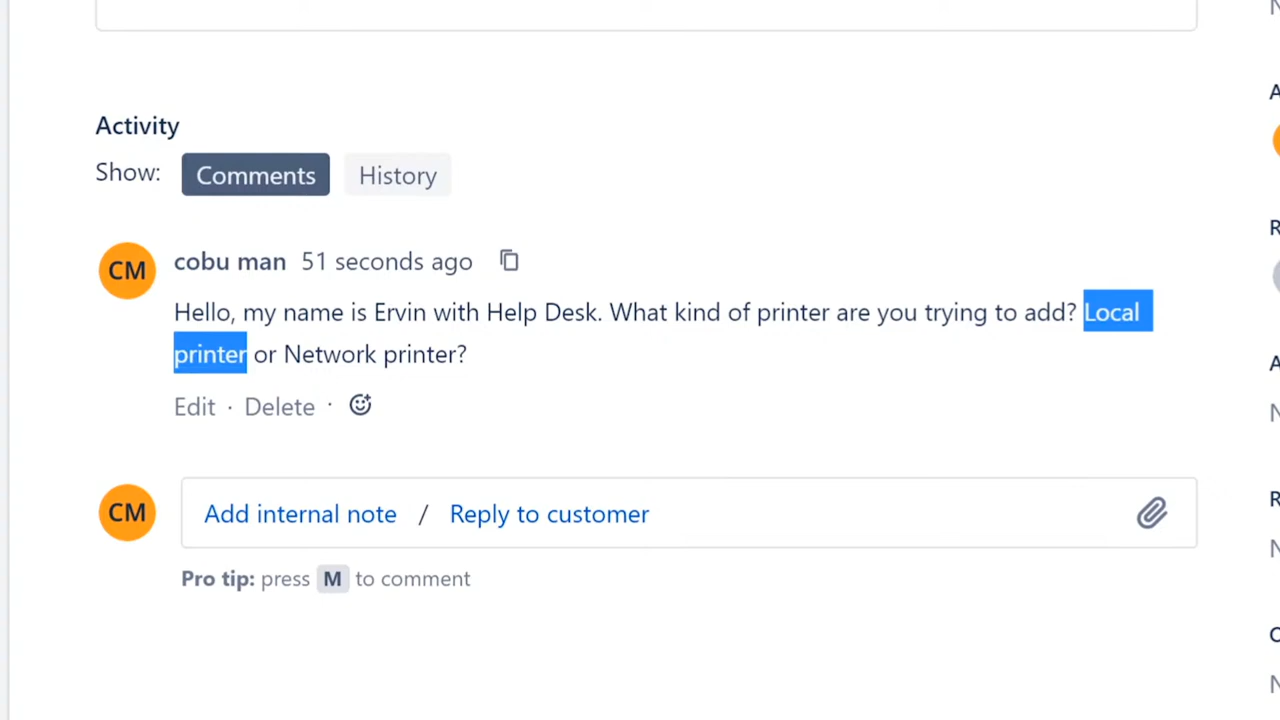 Activity
Show: Comments History
CM cobu man 51 seconds ago
Hello, my name is Ervin with Help Desk. What kind of printer are you trying to add? Local
printer or Network printer?
Edit · Delete ·
CM Add internal note / Reply to customer
Pro tip: press M to comment